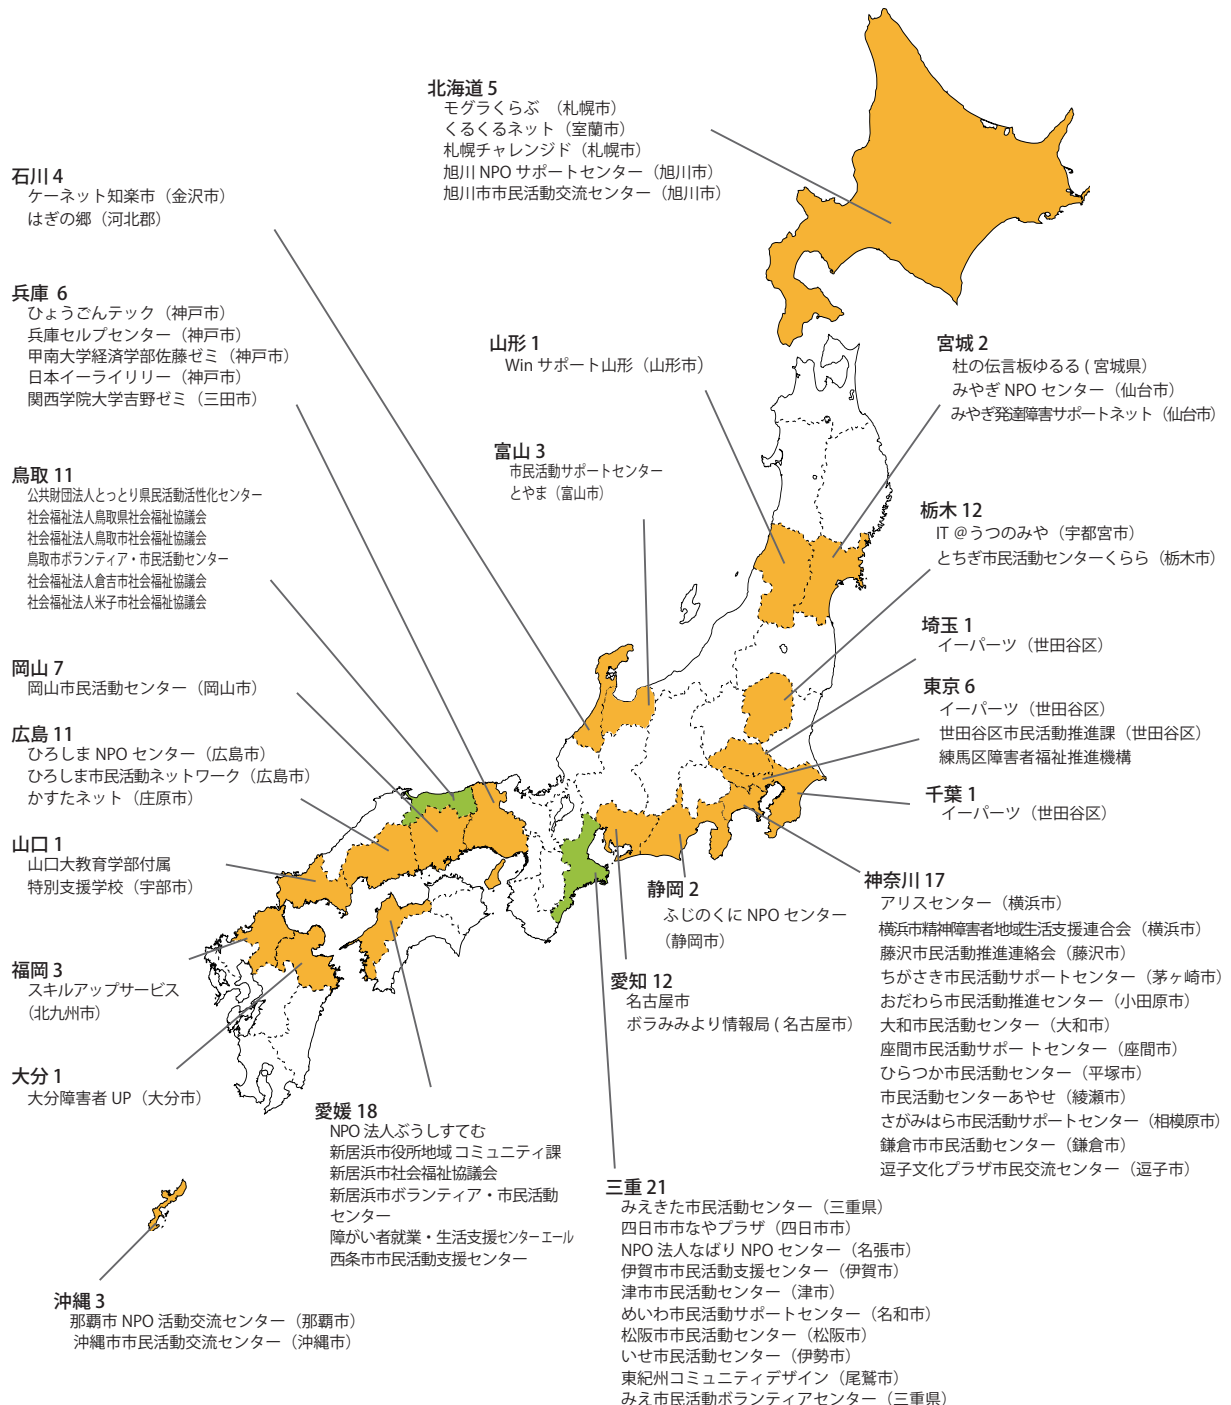 北海道 5
モグラくらぶ （札幌市）
くるくるネット（室蘭市）
札幌チャレンジド（札幌市）
旭川 NPO サポートセンター（旭川市）
旭川市市民活動交流センター（旭川市）
石川 4
ケーネット知楽市（金沢市）
はぎの郷（河北郡）
兵庫 6
ひょうごんテック（神戸市）
兵庫セルプセンター（神戸市）
甲南大学経済学部佐藤ゼミ（神戸市）
日本イーライリリー（神戸市）
関西学院大学吉野ゼミ（三田市）
山形 1
Win サポート山形（山形市）
宮城 2
杜の伝言板ゆるる ( 宮城県）
みやぎ NPO センター（仙台市）
みやぎ発達障害サポートネット（仙台市）
富山 3
市民活動サポートセンター
とやま（富山市）
鳥取 11
公共財団法人とっとり県民活動活性化センター
社会福祉法人鳥取県社会福祉協議会
社会福祉法人鳥取市社会福祉協議会
鳥取市ボランティア・市民活動センター
社会福祉法人倉吉市社会福祉協議会
社会福祉法人米子市社会福祉協議会
栃木 12
IT ＠うつのみや（宇都宮市）
とちぎ市民活動センターくらら（栃木市）
埼玉 1
イーパーツ（世田谷区）
東京 6
イーパーツ（世田谷区）
世田谷区市民活動推進課（世田谷区）
練馬区障害者福祉推進機構
千葉 1
イーパーツ（世田谷区）
岡山 7
岡山市民活動センター（岡山市）
広島 11
ひろしま NPO センター（広島市）
ひろしま市民活動ネットワーク（広島市）
かすたネット（庄原市）
山口 1
山口大教育学部付属
特別支援学校（宇部市）
神奈川 17
アリスセンター（横浜市）
横浜市精神障害者地域生活支援連合会（横浜市）
藤沢市民活動推進連絡会（藤沢市）
ちがさき市民活動サポートセンター（茅ヶ崎市）
おだわら市民活動推進センター（小田原市）
大和市民活動センター（大和市）
座間市民活動サポートセンター（座間市）
ひらつか市民活動センター（平塚市）
市民活動センターあやせ（綾瀬市）
さがみはら市民活動サポートセンター（相模原市）
鎌倉市市民活動センター（鎌倉市）
逗子文化プラザ市民交流センター（逗子市）
静岡 2
ふじのくに NPO センター
（静岡市）
愛知 12
名古屋市
ボラみみより情報局 ( 名古屋市）
福岡 3
スキルアップサービス
（北九州市）
大分 1
大分障害者 UP（大分市）
愛媛 18
NPO 法人ぶうしすてむ
新居浜市役所地域コミュニティ課
新居浜市社会福祉協議会
新居浜市ボランティア・市民活動
センター
障がい者就業・生活支援センターエール
西条市市民活動支援センター
三重 21
みえきた市民活動センター（三重県）
四日市市なやプラザ（四日市市）
NPO 法人なばり NPO センター（名張市）
伊賀市市民活動支援センター（伊賀市）
津市市民活動センター（津市）
めいわ市民活動サポートセンター（名和市）
松阪市市民活動センター（松阪市）
いせ市民活動センター（伊勢市）
東紀州コミュニティデザイン（尾鷲市）
みえ市民活動ボランティアセンター（三重県）
沖縄 3
那覇市 NPO 活動交流センター（那覇市）
沖縄市市民活動交流センター（沖縄市）